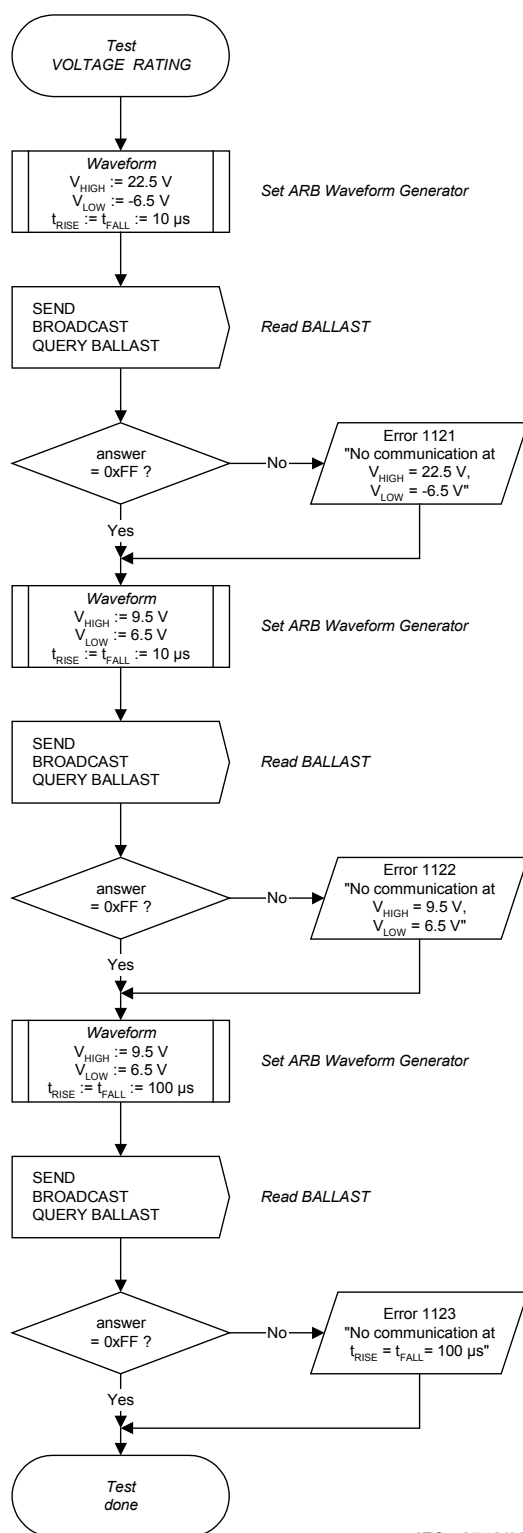 Test
VOLTAGE RATING
Waveform
VHIGH := 22.5 V
VLOW := -6.5 V
tRISE := tFALL := 10 µs
Set ARB Waveform Generator
SEND
BROADCAST
QUERY BALLAST
Read BALLAST
answer
= 0xFF ?
No
Error 1121
"No communication at
VHIGH = 22.5 V,
VLOW = -6.5 V"
Yes
Waveform
VHIGH := 9.5 V
VLOW := 6.5 V
tRISE := tFALL := 10 µs
Set ARB Waveform Generator
SEND
BROADCAST
QUERY BALLAST
Read BALLAST
answer
= 0xFF ?
No
Error 1122
"No communication at
VHIGH = 9.5 V,
VLOW = 6.5 V"
Yes
Waveform
VHIGH := 9.5 V
VLOW := 6.5 V
tRISE := tFALL := 100 µs
Set ARB Waveform Generator
SEND
BROADCAST
QUERY BALLAST
Read BALLAST
answer
= 0xFF ?
No
Error 1123
"No communication at
tRISE = tFALL = 100 µs"
Yes
Test
done